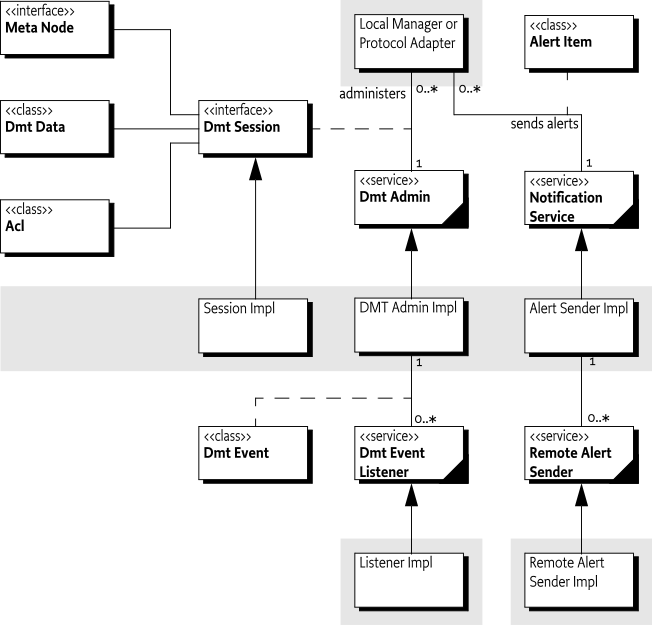 <<interface>>
Meta Node
Local Manager or
Protocol Adapter
<<class>>
Alert Item
administers
0..*
0..*
sends alerts
<<class>>
Dmt Data
<<interface>>
Dmt Session
1
1
<<service>>
Dmt Admin
<<service>>
Notification
Service
<<class>>
Acl
Session Impl
DMT Admin Impl
Alert Sender Impl
1
1
0..*
0..*
<<class>>
Dmt Event
<<service>>
Dmt Event
Listener
<<service>>
Remote Alert
Sender
Listener Impl
Remote Alert
Sender Impl